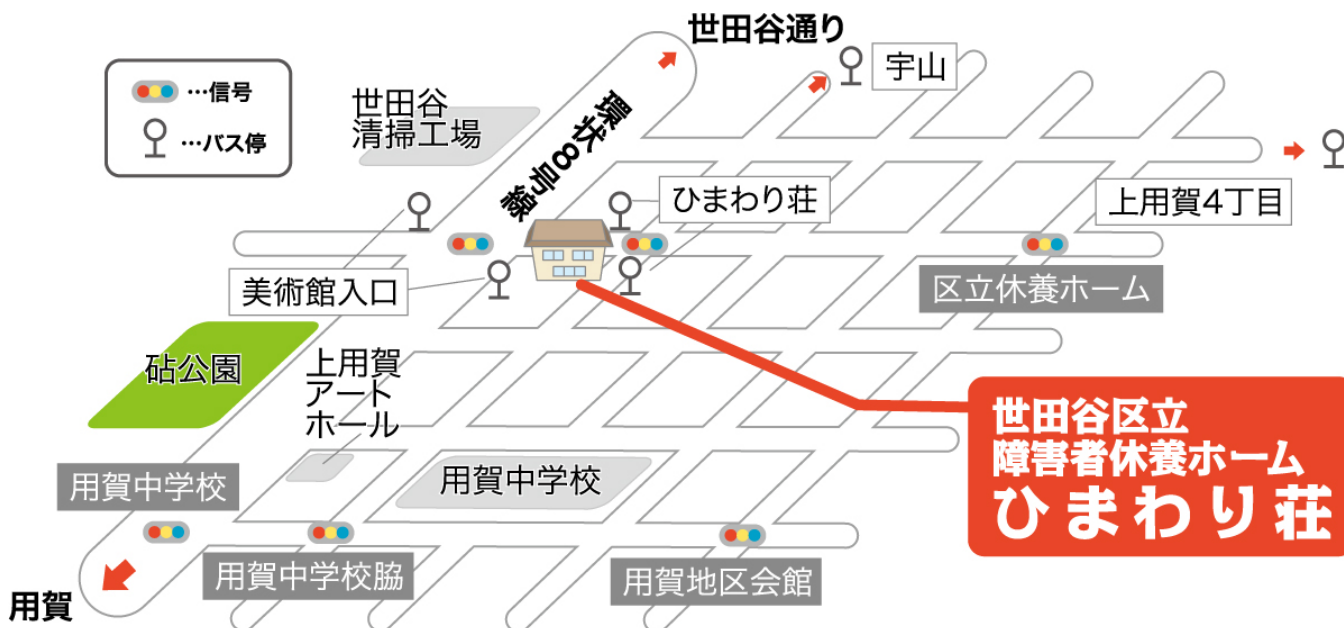 世田谷通り
宇山
…信号
…バス停
世田谷
清掃工場
環状8号線
ひまわり荘
上用賀4丁目
美術館入口
区立休養ホーム
砧公園
上用賀
アート
ホール
世田谷区立
障害者休養ホーム
ひまわり荘
用賀中学校
用賀中学校
用賀中学校脇
用賀地区会館
用賀